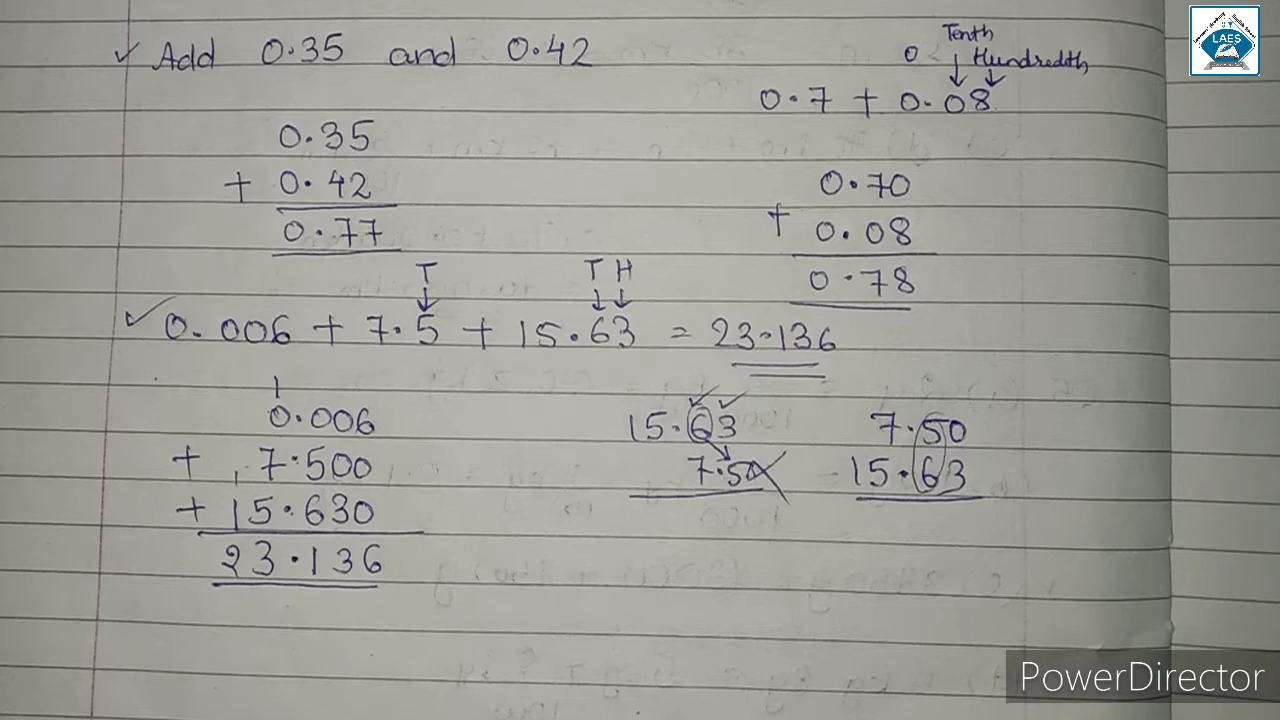 ✓ Add 0.35 and 0.42
0.35
+ 0.42
0.77
Tenth
0 Hundredth
0.7 + 0.08
0.70
+ 0.08
0.78
T T H
✓ 0.006 + 7.5 + 15.63 = 23.136
1
0.006
+ 7.500
+ 15.630
23.136
15.63
7.50
7.50
15.63
LAES
PowerDirector